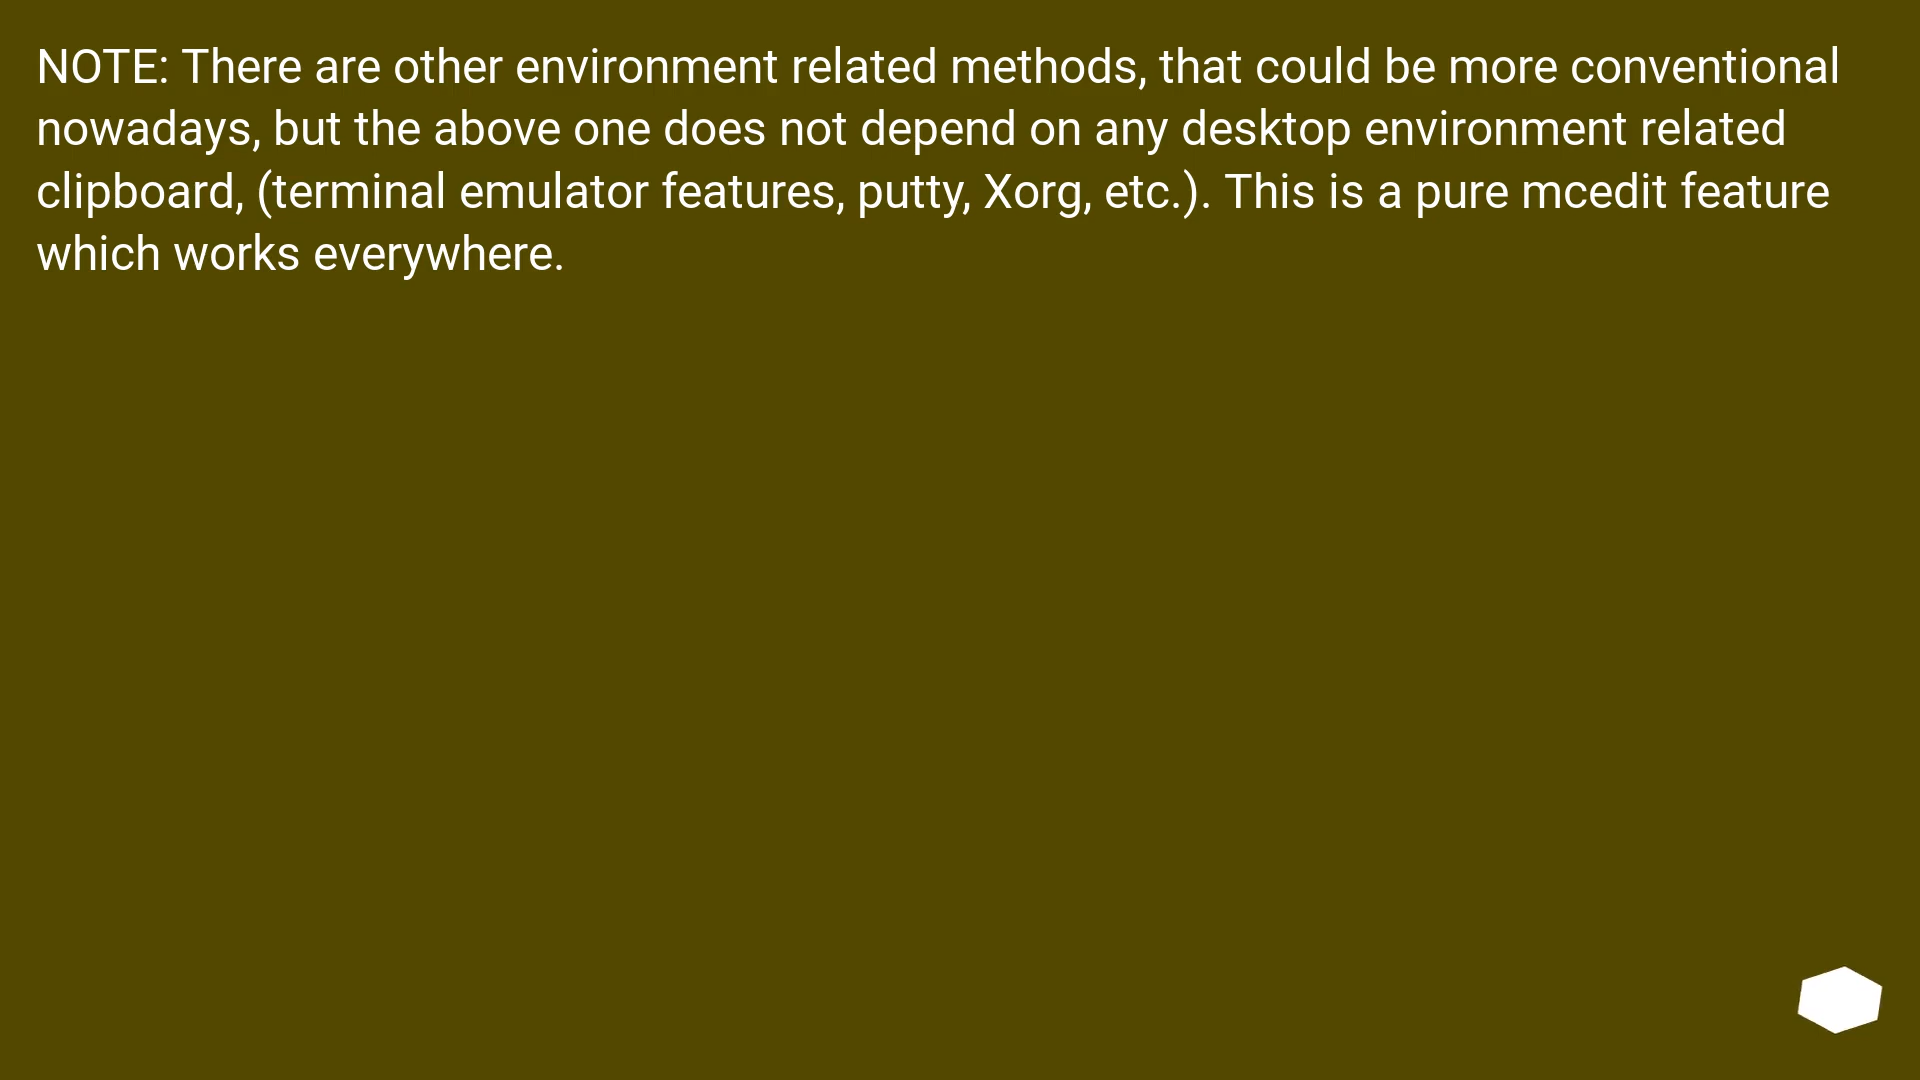 NOTE: There are other environment related methods, that could be more conventional
nowadays, but the above one does not depend on any desktop environment related
clipboard, (terminal emulator features, putty, Xorg, etc.). This is a pure mcedit feature
which works everywhere.